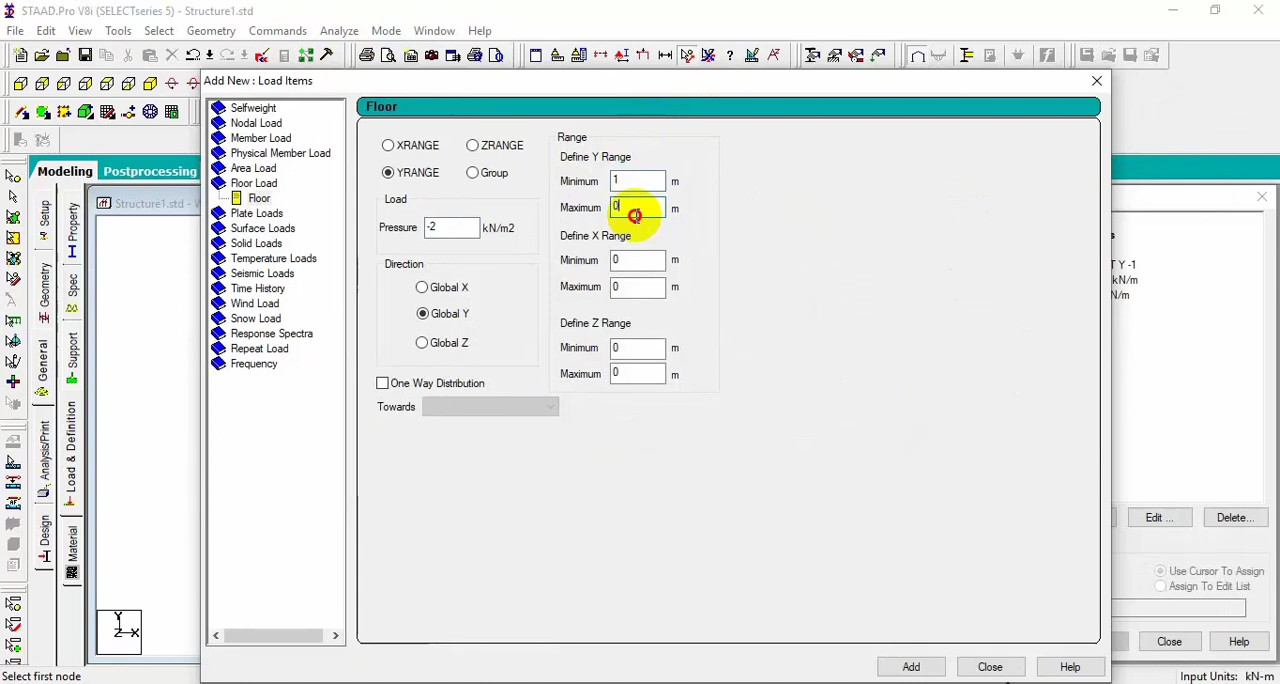 STAAD.Pro V8i (SELECTseries 5) - Structure1.std
File Edit View Tools Select Geometry Commands Analyze Mode Window Help
Add New : Load Items
Selfweight
Nodal Load
Member Load
Physical Member Load
Area Load
Floor Load
Floor
Plate Loads
Surface Loads
Solid Loads
Temperature Loads
Seismic Loads
Time History
Wind Load
Snow Load
Response Spectra
Repeat Load
Frequency
Floor
XRANGE ZRANGE
YRANGE Group
Load
Pressure -2 kN/m2
Direction
Global X
Global Y
Global Z
One Way Distribution
Towards
Range
Define Y Range
Minimum 1 m
Maximum 0 m
Define X Range
Minimum 0 m
Maximum 0 m
Define Z Range
Minimum 0 m
Maximum 0 m
Add Close Help
Modeling Postprocessing
Structure1.std - W
Setup
Geometry
General
Analysis/Print
Design
Property
Spec
Support
Load & Definition
Material
Y
Z X
s
TY -1
kN/m
N/m
Edit ... Delete...
Use Cursor To Assign
Assign To Edit List
Close Help
Select first node
Input Units: kN-m